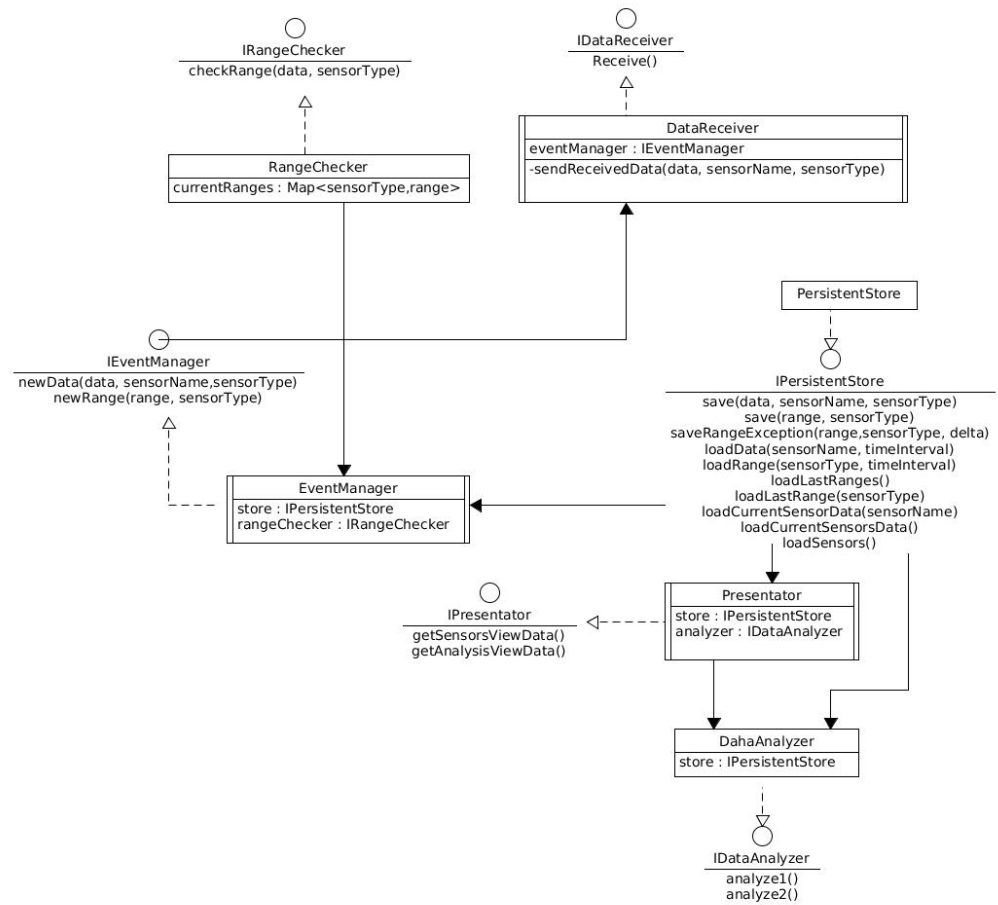 IRangeChecker
checkRange(data, sensorType)
IDataReceiver
Receive()
RangeChecker
currentRanges : Map<sensorType,range>
DataReceiver
eventManager : IEventManager
-sendReceivedData(data, sensorName, sensorType)
PersistentStore
IEventManager
newData(data, sensorName,sensorType)
newRange(range, sensorType)
IPersistentStore
save(data, sensorName, sensorType)
save(range, sensorType)
saveRangeException(range,sensorType, delta)
loadData(sensorName, timeInterval)
loadRange(sensorType, timeInterval)
loadLastRanges()
loadLastRange(sensorType)
loadCurrentSensorData(sensorName)
loadCurrentSensorsData()
loadSensors()
EventManager
store : IPersistentStore
rangeChecker : IRangeChecker
IPresentator
getSensorsViewData()
getAnalysisViewData()
Presentator
store : IPersistentStore
analyzer : IDataAnalyzer
DahaAnalyzer
store : IPersistentStore
IDataAnalyzer
analyze1()
analyze2()